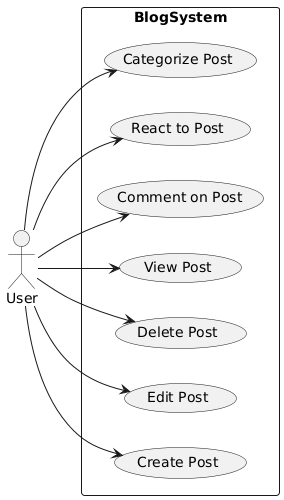 BlogSystem
Categorize Post
React to Post
Comment on Post
View Post
User
Delete Post
Edit Post
Create Post